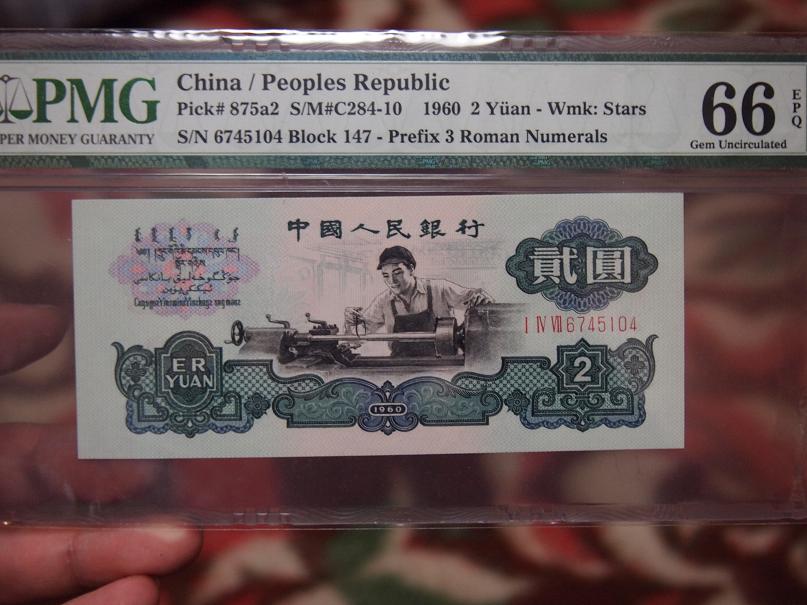 PMG
PER MONEY GUARANTY
China / Peoples Republic
Pick# 875a2 S/M#C284-10 1960 2 Yüan - Wmk: Stars
S/N 6745104 Block 147 - Prefix 3 Roman Numerals
66
EPQ
Gem Uncirculated
中國人民銀行
貳圓
I IV VII 6745104
ER
YUAN
2
1960